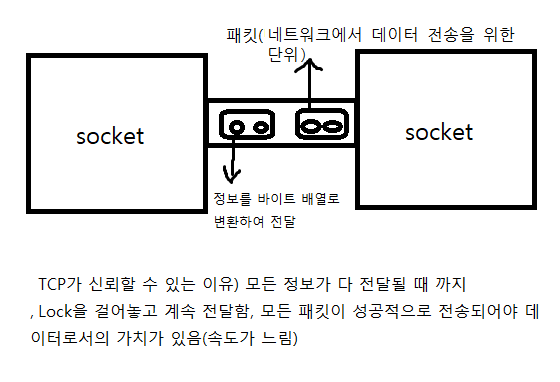 패킷( 네트워크에서 데이터 전송을 위한
단위)
socket
socket
정보를 바이트 배열로
변환하여 전달
TCP가 신뢰할 수 있는 이유) 모든 정보가 다 전달될 때 까지
, Lock을 걸어놓고 계속 전달함, 모든 패킷이 성공적으로 전송되어야 데
이터로서의 가치가 있음(속도가 느림)